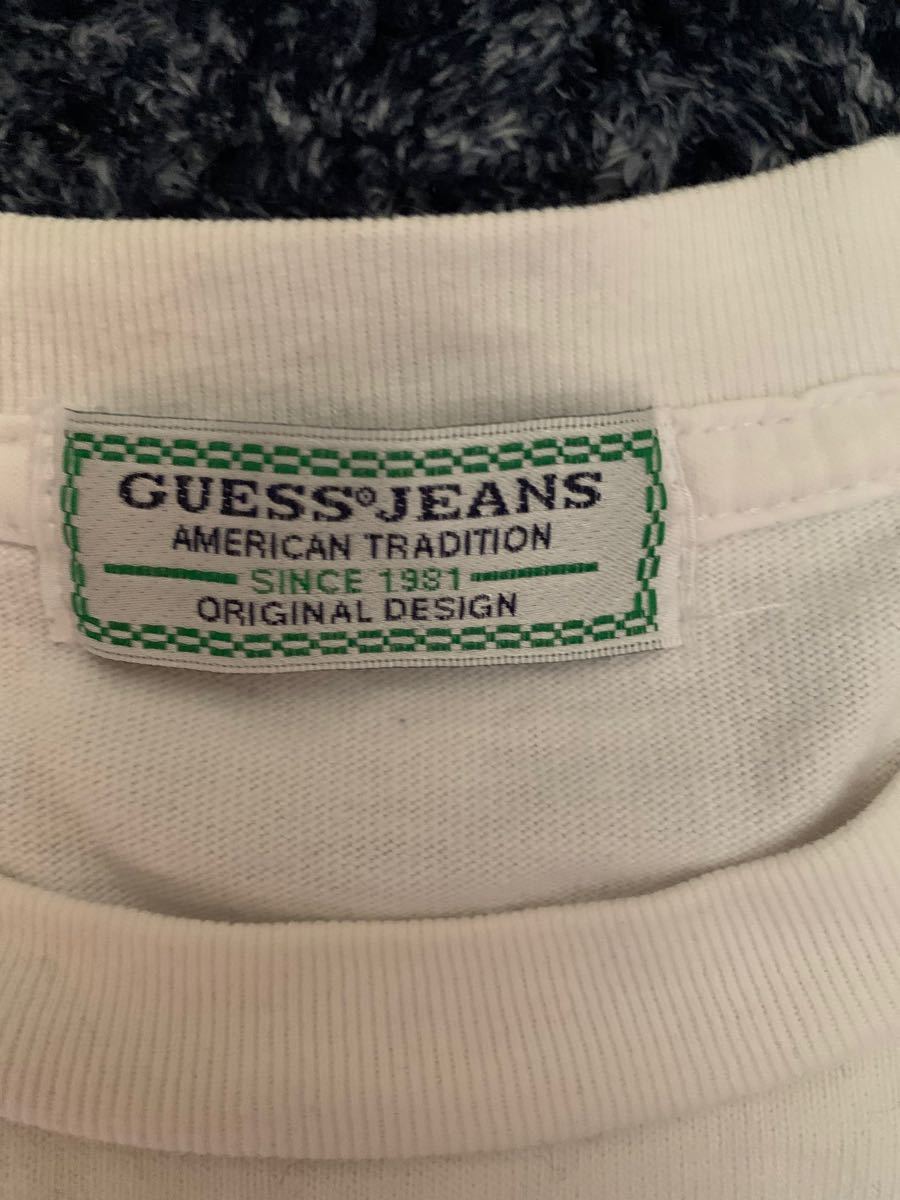 GUESS®JEANS
AMERICAN TRADITION
SINCE 1981
ORIGINAL DESIGN